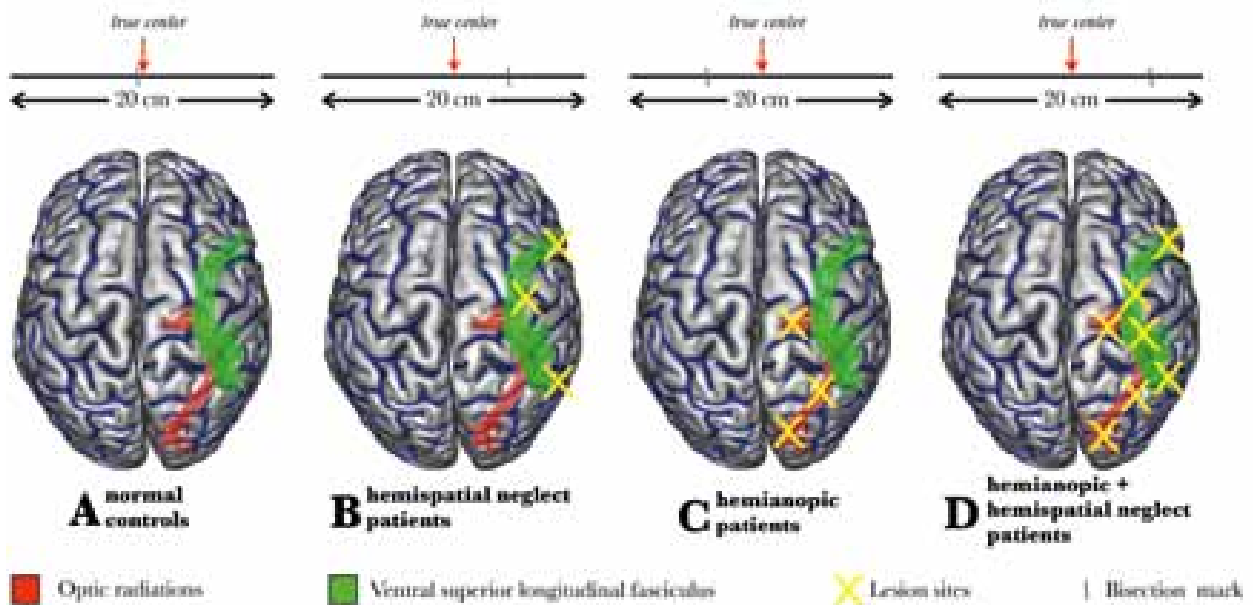 true center
true center
true center
true center
20 cm
20 cm
20 cm
20 cm
A normal
controls
B hemispatial neglect
patients
C hemianopic
patients
D hemianopic +
hemispatial neglect
patients
Optic radiations
Ventral superior longitudinal fasciculus
Lesion sites
Bisection mark